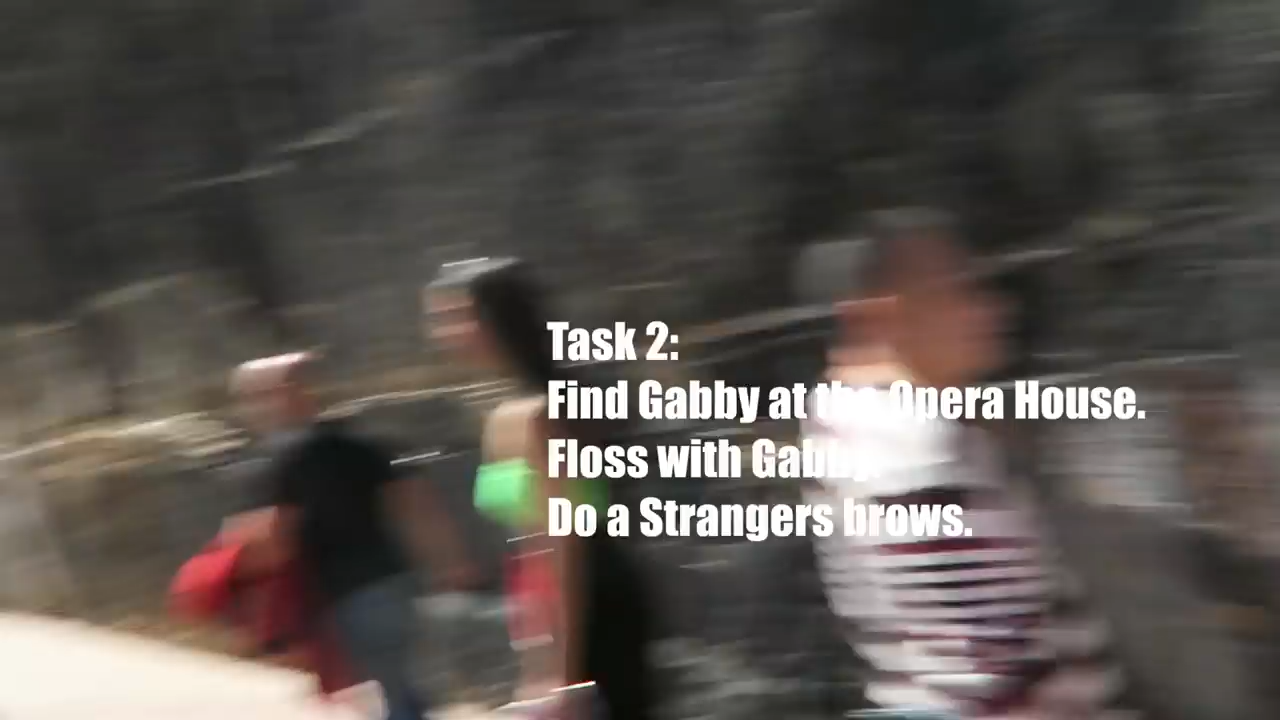 Task 2:
Find Gabby at the Opera House.
Floss with Gabby.
Do a Strangers brows.